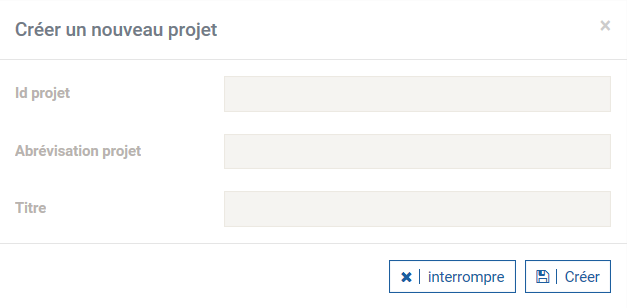 Créer un nouveau projet ×
Id projet
Abrévisation projet
Titre
interrompre Créer